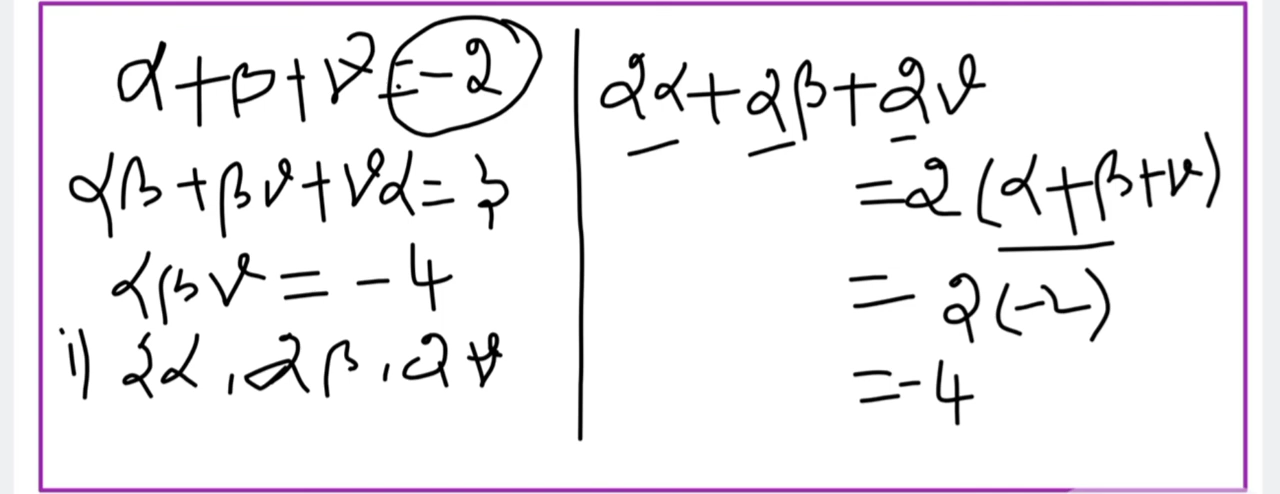 α+β+γ=-2
αβ+βγ+γα=3
αβγ=-4
i) 2α, 2β, 2γ
2α+2β+2γ
=2(α+β+γ)
=2(-2)
=-4